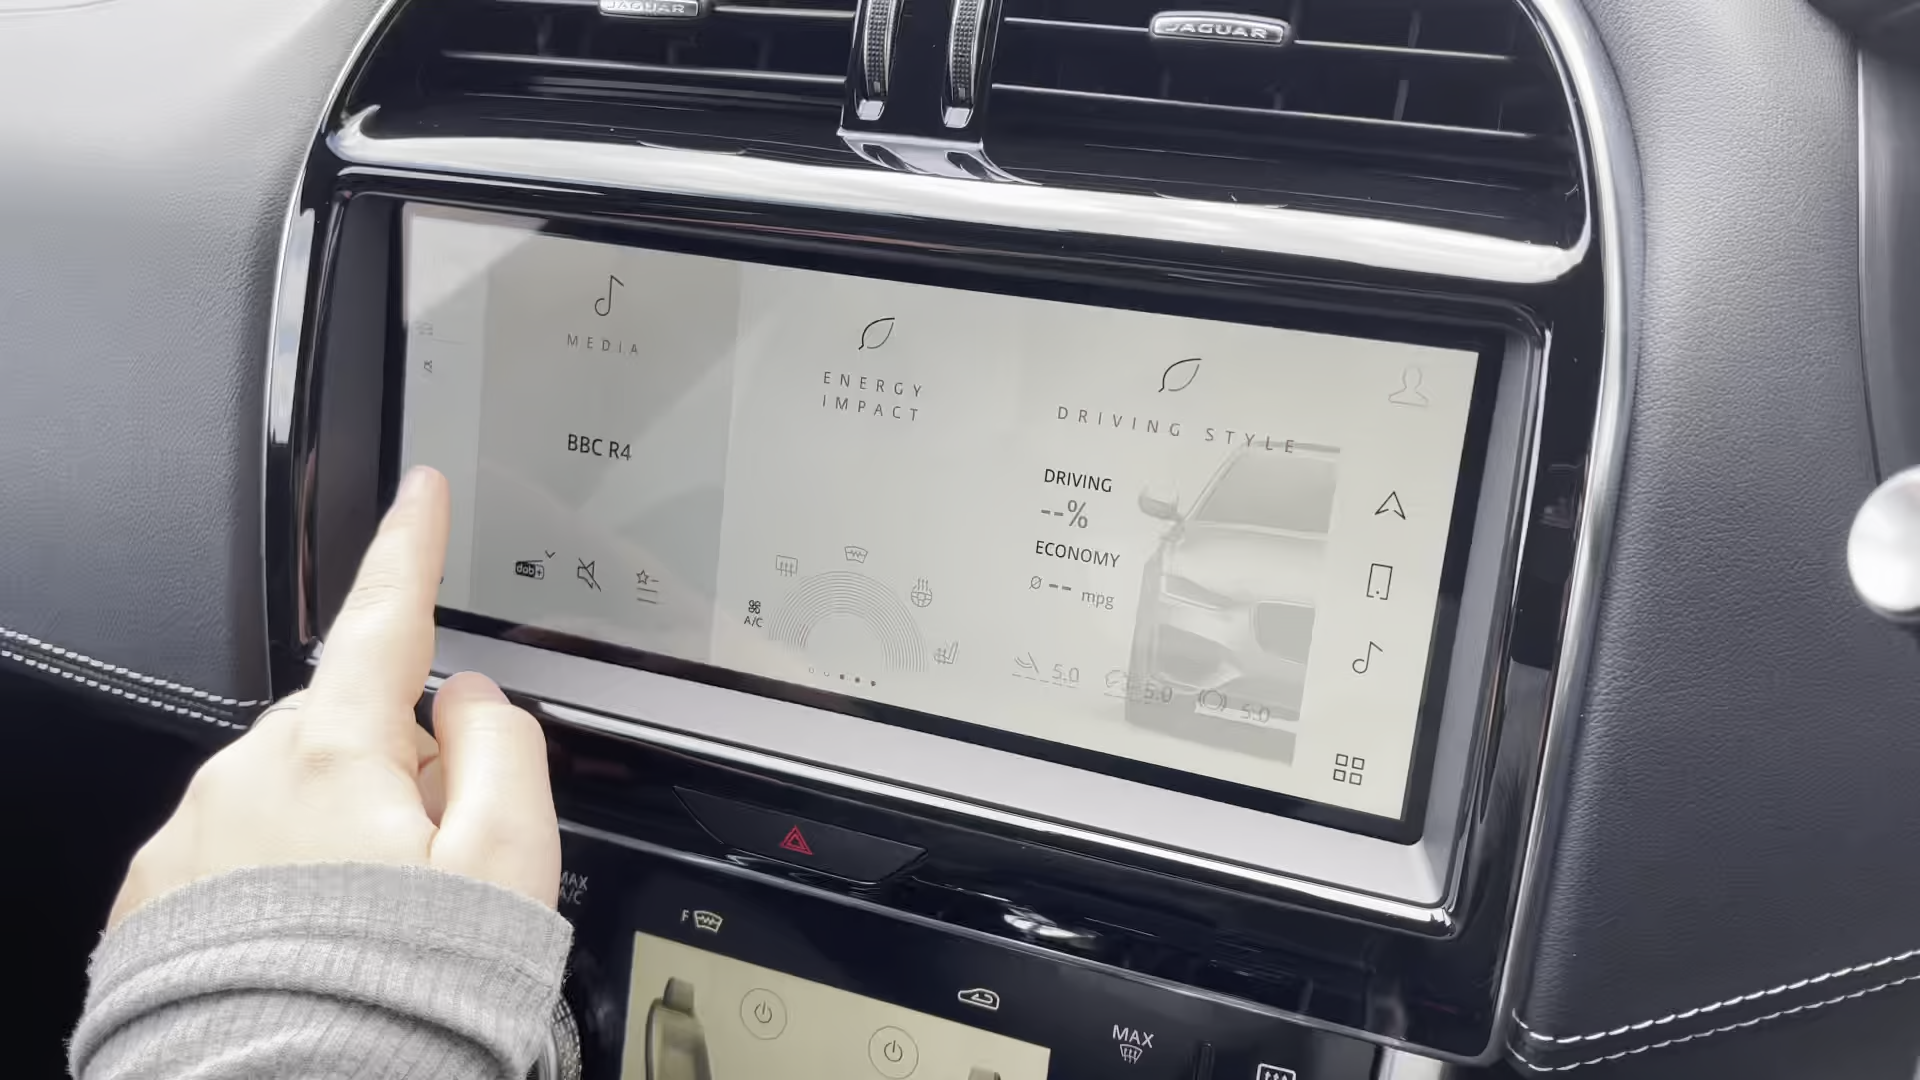 JAGUAR
JAGUAR
MEDIA
BBC R4
dab+
ENERGY
IMPACT
A/C
DRIVING STYLE
DRIVING
--%
ECONOMY
Ø -- mpg
5.0
5.0
5.0
MAX
A/C
F
MAX